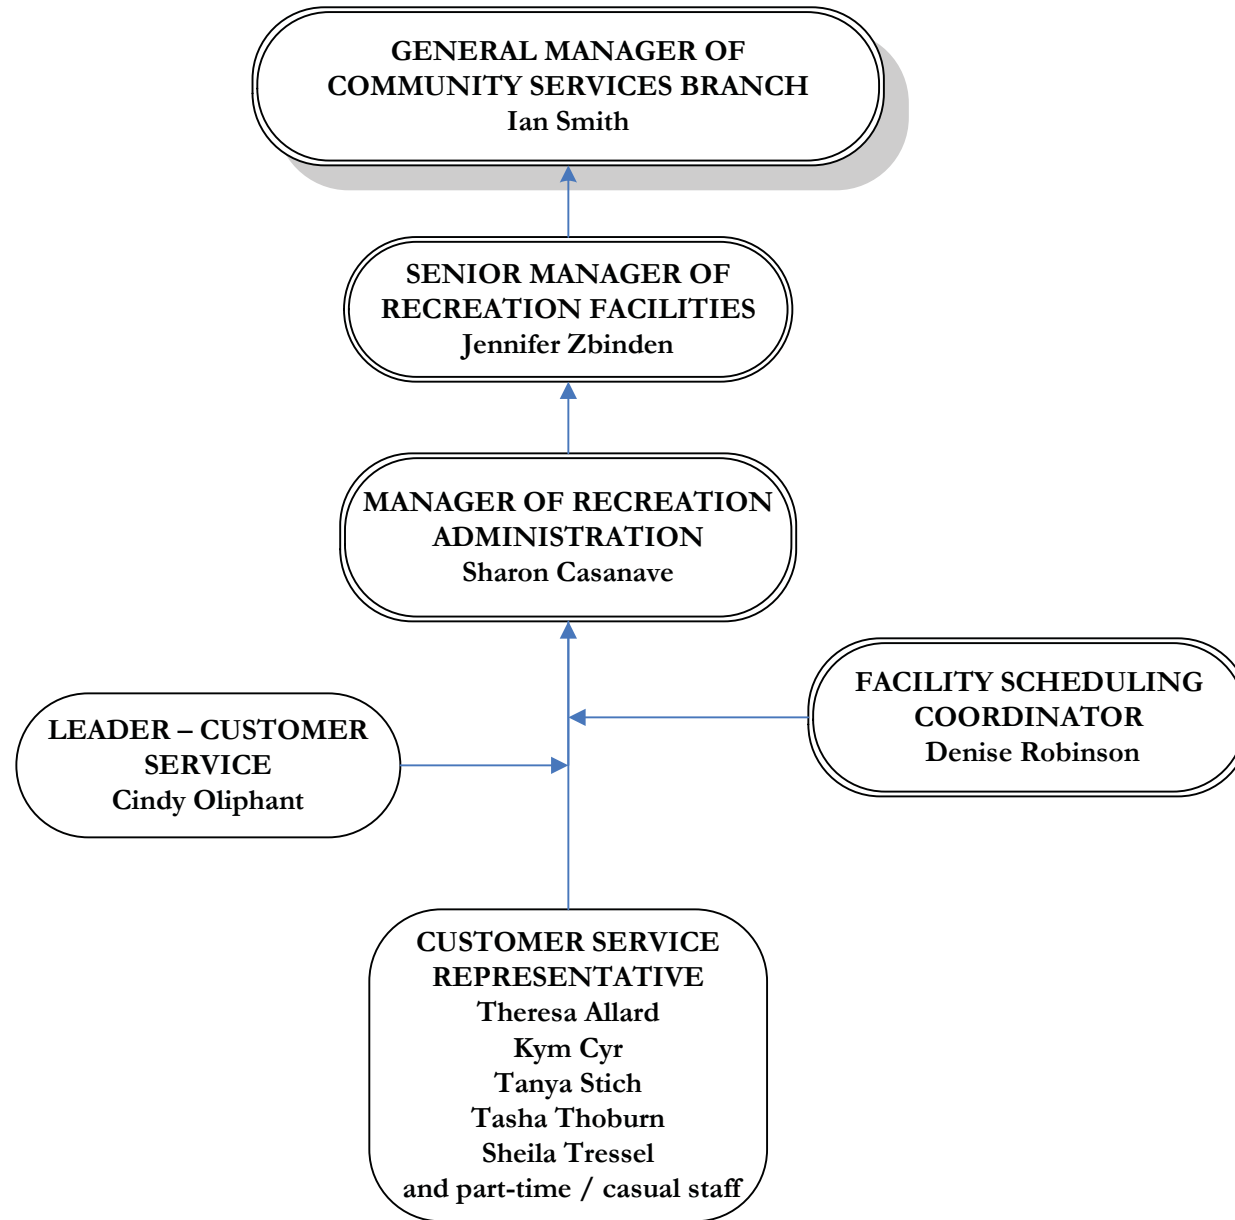 GENERAL MANAGER OF
COMMUNITY SERVICES BRANCH
Ian Smith
SENIOR MANAGER OF
RECREATION FACILITIES
Jennifer Zbinden
MANAGER OF RECREATION
ADMINISTRATION
Sharon Casanave
FACILITY SCHEDULING
COORDINATOR
Denise Robinson
LEADER – CUSTOMER
SERVICE
Cindy Oliphant
CUSTOMER SERVICE
REPRESENTATIVE
Theresa Allard
Kym Cyr
Tanya Stich
Tasha Thoburn
Sheila Tressel
and part-time / casual staff